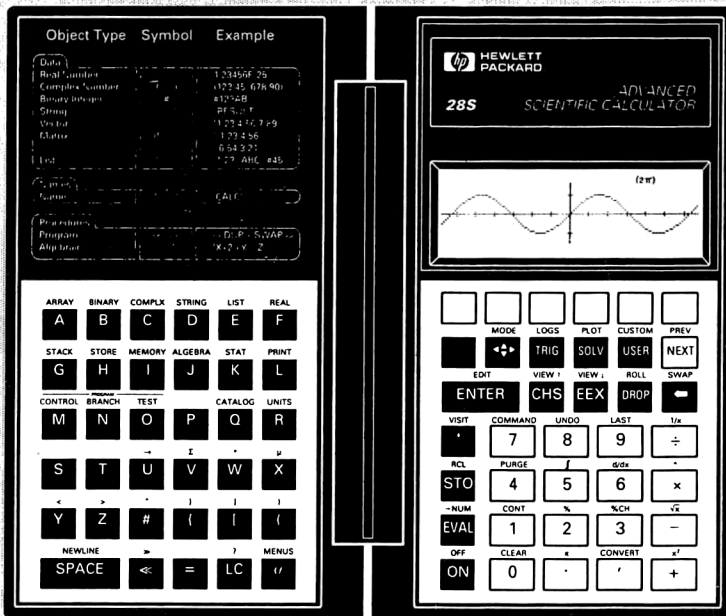 Object Type Symbol Example
Data
Real Number
Complex Number
Binary Integer #
String
Vector
Matrix
List
Name
Procedures
Program
Algebraic
ARRAY BINARY COMPLX STRING LIST REAL
A B C D E F
STACK STORE MEMORY ALGEBRA STAT PRINT
G H I J K L
PROGRAM
CONTROL BRANCH TEST CATALOG UNITS
M N O P Q R
→ Σ ° μ
S T U V W X
< >
Y Z # { [ (
NEWLINE ≫ ? MENUS
SPACE ≪ = LC
hp HEWLETT PACKARD
28S ADVANCED SCIENTIFIC CALCULATOR
(2π)
MODE LOGS PLOT CUSTOM PREV
TRIG SOLV USER NEXT
EDIT VIEW ↑ VIEW ↓ ROLL SWAP
ENTER CHS EEX DROP
VISIT COMMAND UNDO LAST 1/x
' 7 8 9 ÷
RCL PURGE ∫ d/dx ^
STO 4 5 6 ×
→NUM CONT % %CH √x
EVAL 1 2 3 −
OFF CLEAR π CONVERT x²
ON 0 . , +